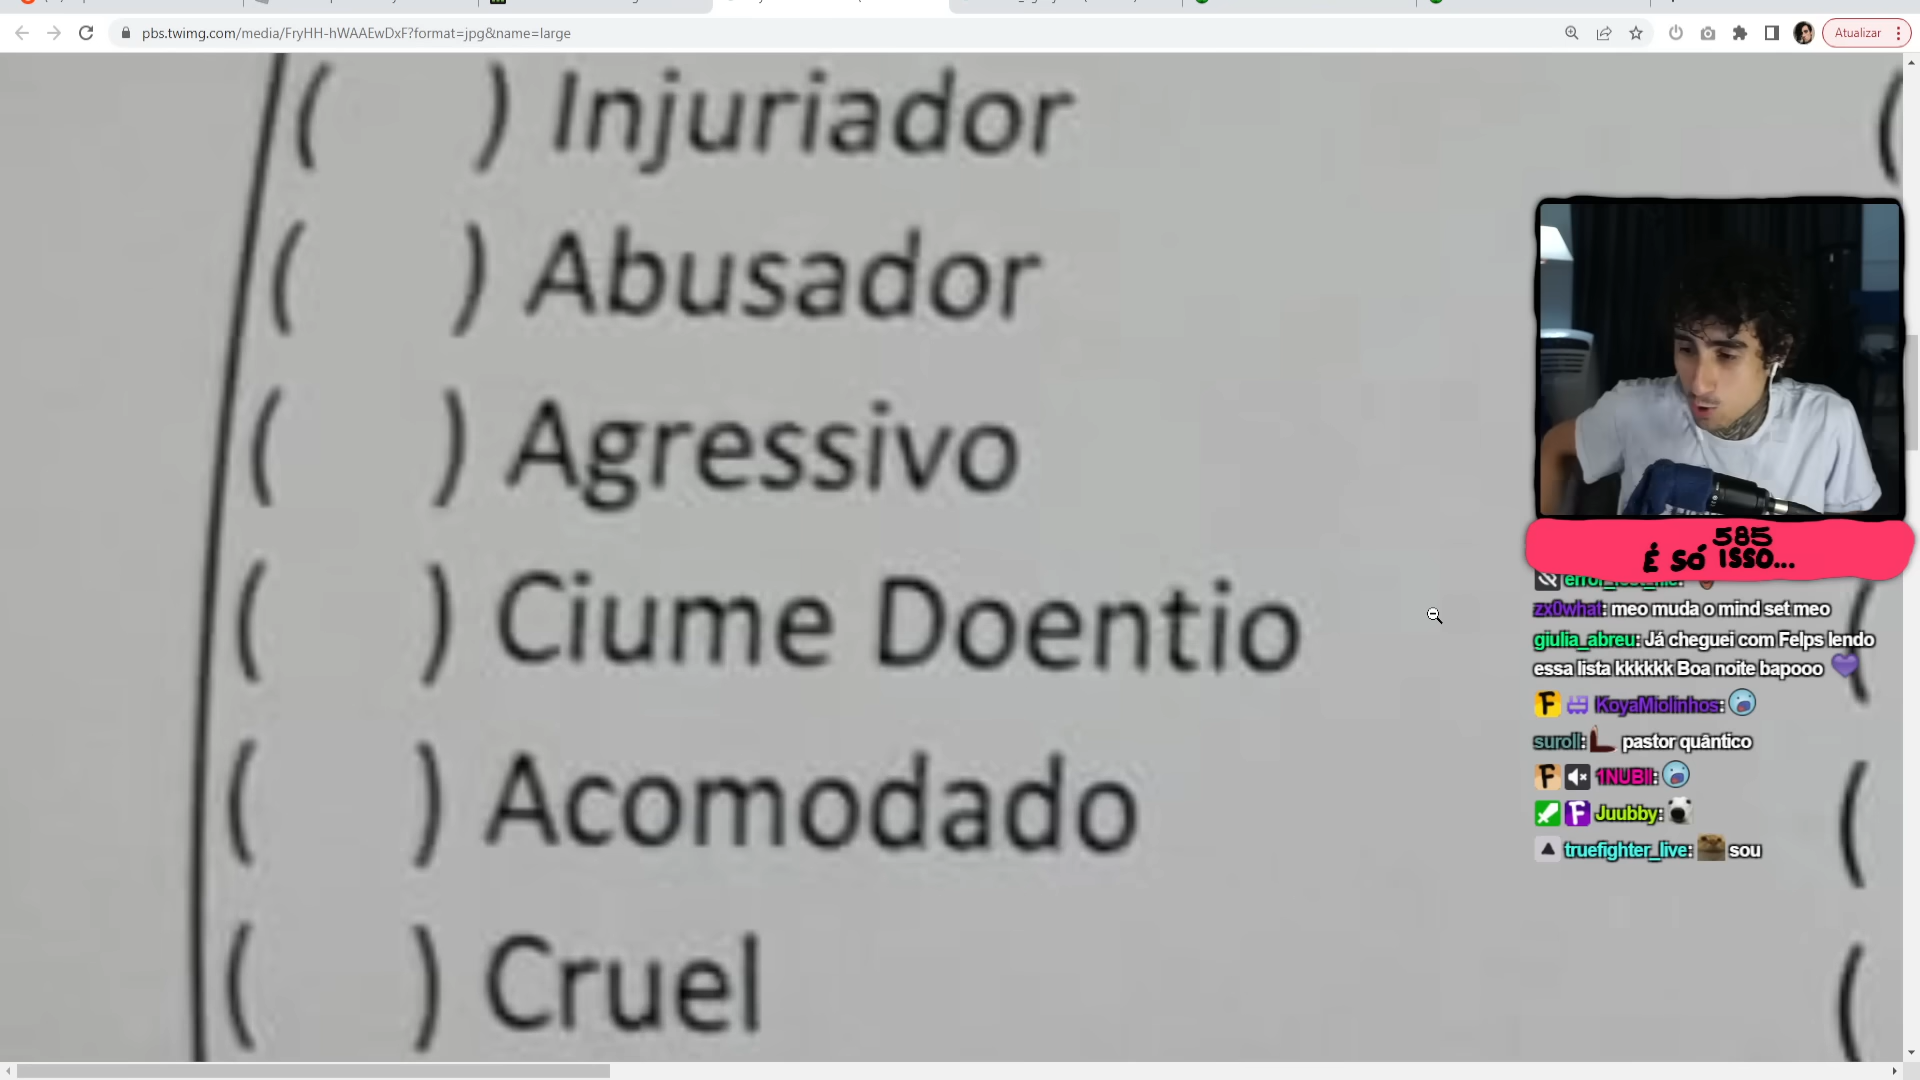 pbs.twimg.com/media/FryHH-hWAAEwDxF?format=jpg&name=large
Atualizar
( ) Injuriador
( ) Abusador
( ) Agressivo
( ) Ciume Doentio
( ) Acomodado
( ) Cruel
585
É SÓ ISSO...
zx0what: meo muda o mind set meo
giulia_abreu: Já cheguei com Felps lendo
essa lista kkkkkk Boa noite bapooo
KoyaMiolinhos:
suroli: pastor quântico
1NUBII:
Juubby:
truefighter_live: sou